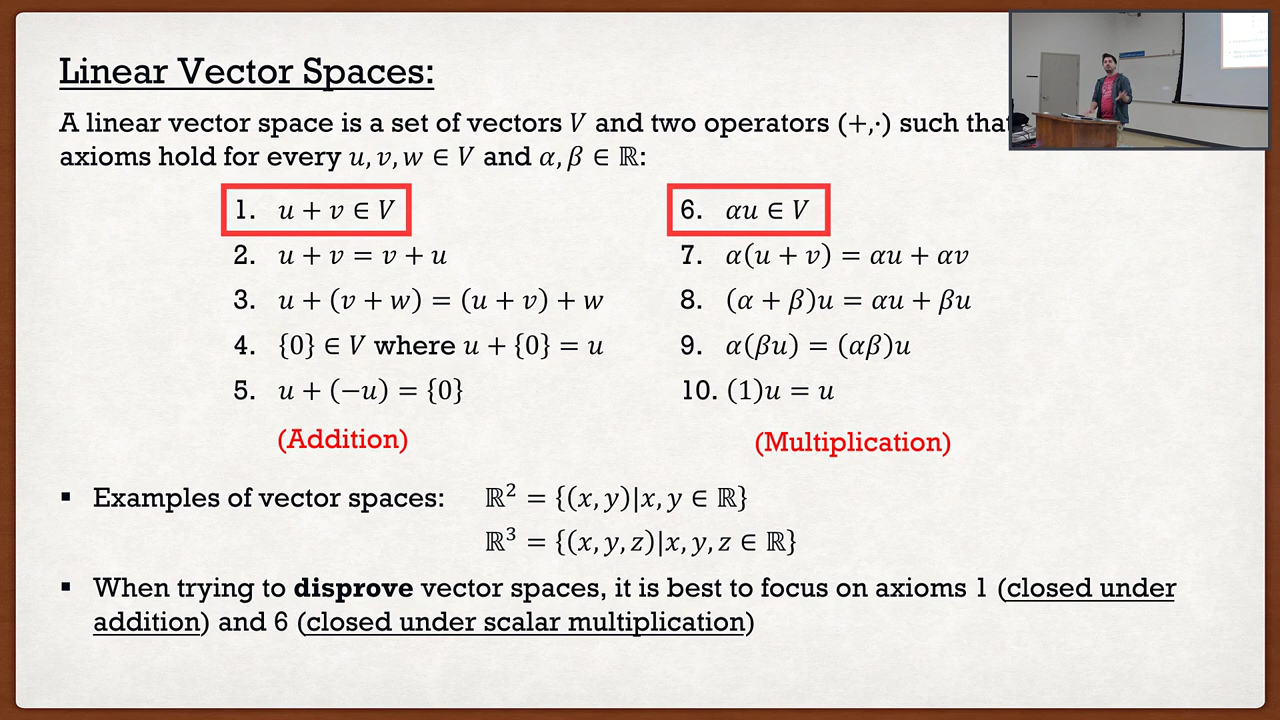 Linear Vector Spaces:
A linear vector space is a set of vectors 𝑉 and two operators (+,·) such that
axioms hold for every 𝑢, 𝑣, 𝑤 ∈ 𝑉 and 𝛼, 𝛽 ∈ ℝ:
1. 𝑢 + 𝑣 ∈ 𝑉
2. 𝑢 + 𝑣 = 𝑣 + 𝑢
3. 𝑢 + (𝑣 + 𝑤) = (𝑢 + 𝑣) + 𝑤
4. {0} ∈ 𝑉 where 𝑢 + {0} = 𝑢
5. 𝑢 + (−𝑢) = {0}
(Addition)
6. 𝛼𝑢 ∈ 𝑉
7. 𝛼(𝑢 + 𝑣) = 𝛼𝑢 + 𝛼𝑣
8. (𝛼 + 𝛽)𝑢 = 𝛼𝑢 + 𝛽𝑢
9. 𝛼(𝛽𝑢) = (𝛼𝛽)𝑢
10. (1)𝑢 = 𝑢
(Multiplication)
▪ Examples of vector spaces: ℝ² = {(𝑥, 𝑦)|𝑥, 𝑦 ∈ ℝ}
ℝ³ = {(𝑥, 𝑦, 𝑧)|𝑥, 𝑦, 𝑧 ∈ ℝ}
▪ When trying to disprove vector spaces, it is best to focus on axioms 1 (closed under
addition) and 6 (closed under scalar multiplication)